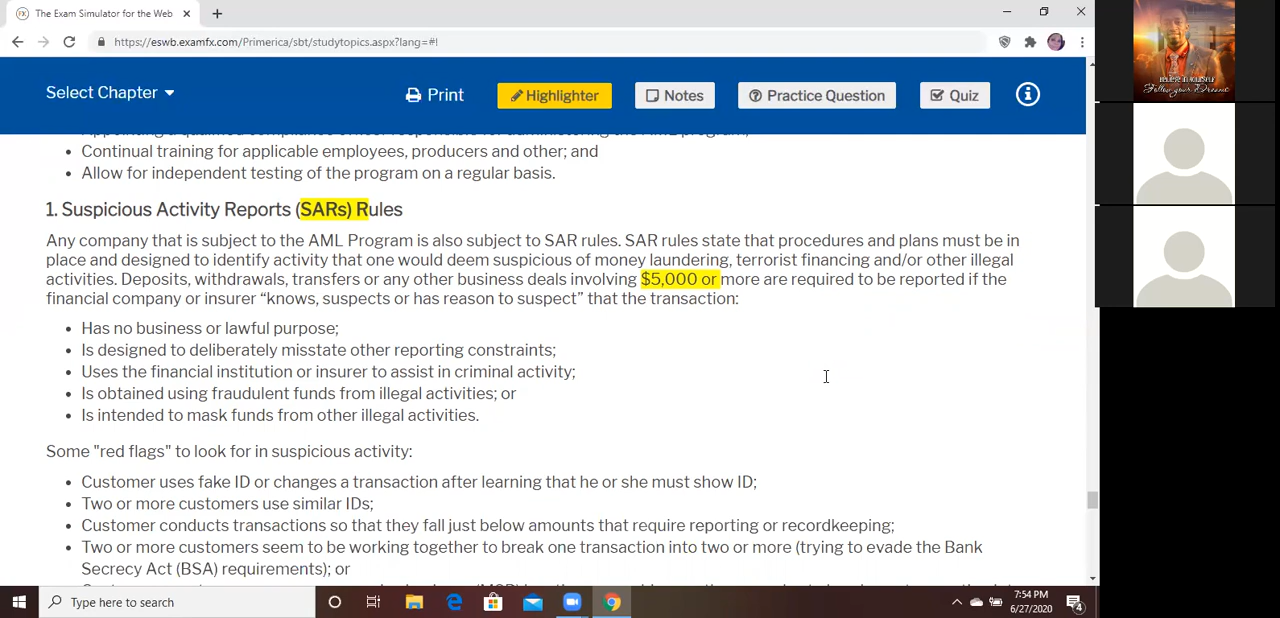 The Exam Simulator for the Web
https://eswb.examfx.com/Primerica/sbt/studytopics.aspx?lang=#!
Select Chapter
Print
Highlighter
Notes
Practice Question
Quiz
• Continual training for applicable employees, producers and other; and
• Allow for independent testing of the program on a regular basis.
1. Suspicious Activity Reports (SARs) Rules
Any company that is subject to the AML Program is also subject to SAR rules. SAR rules state that procedures and plans must be in
place and designed to identify activity that one would deem suspicious of money laundering, terrorist financing and/or other illegal
activities. Deposits, withdrawals, transfers or any other business deals involving $5,000 or more are required to be reported if the
financial company or insurer “knows, suspects or has reason to suspect” that the transaction:
• Has no business or lawful purpose;
• Is designed to deliberately misstate other reporting constraints;
• Uses the financial institution or insurer to assist in criminal activity;
• Is obtained using fraudulent funds from illegal activities; or
• Is intended to mask funds from other illegal activities.
Some "red flags" to look for in suspicious activity:
• Customer uses fake ID or changes a transaction after learning that he or she must show ID;
• Two or more customers use similar IDs;
• Customer conducts transactions so that they fall just below amounts that require reporting or recordkeeping;
• Two or more customers seem to be working together to break one transaction into two or more (trying to evade the Bank
Secrecy Act (BSA) requirements); or
Type here to search
7:54 PM
6/27/2020
4
BELIEVE IN YOURSELF
Follow your Dreams